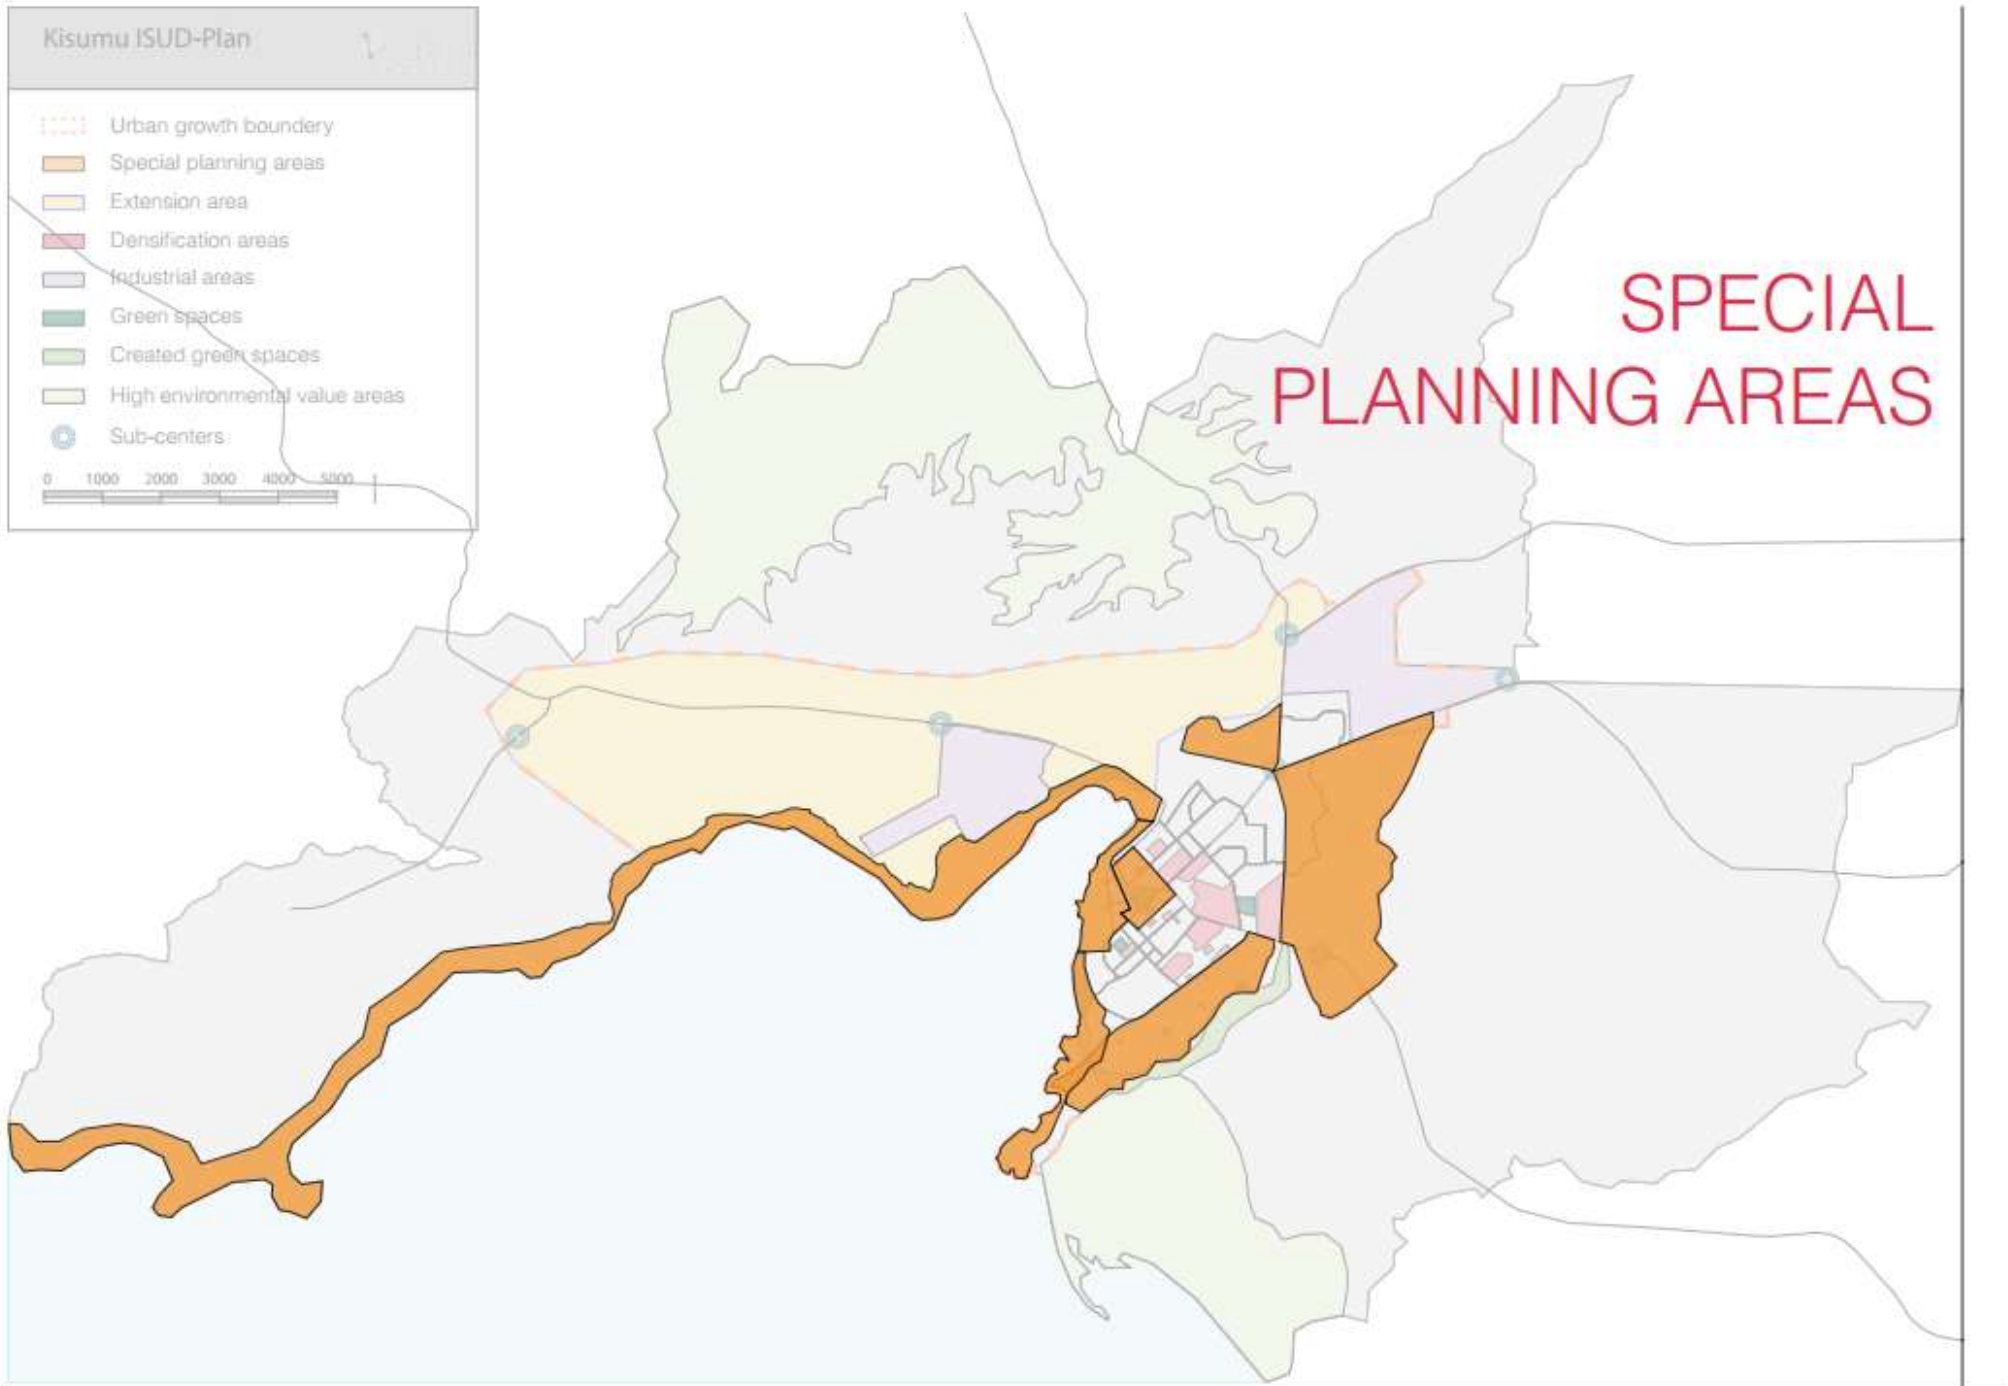 Kisumu ISUD-Plan
Urban growth boundery
Special planning areas
Extension area
Densification areas
Industrial areas
Green spaces
Created green spaces
High environmental value areas
Sub-centers
0 1000 2000 3000 4000 5000
SPECIAL
PLANNING AREAS